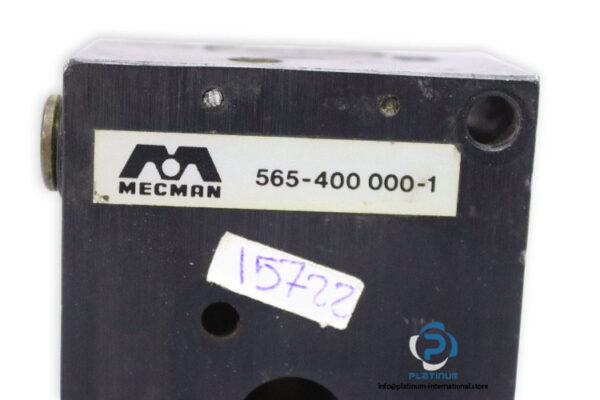 MECMAN
565-400 000-1
15722
PLATINUM
info@platinum-international.store